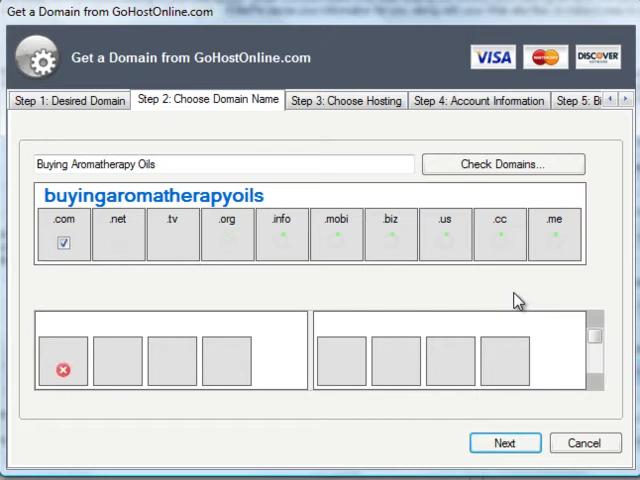 Get a Domain from GoHostOnline.com
Get a Domain from GoHostOnline.com
VISA
MasterCard
DISCOVER
Step 1: Desired Domain
Step 2: Choose Domain Name
Step 3: Choose Hosting
Step 4: Account Information
Step 5: Bi
Buying Aromatherapy Oils
Check Domains...
buyingaromatherapyoils
.com .net .tv .org .info .mobi .biz .us .cc .me
Next
Cancel